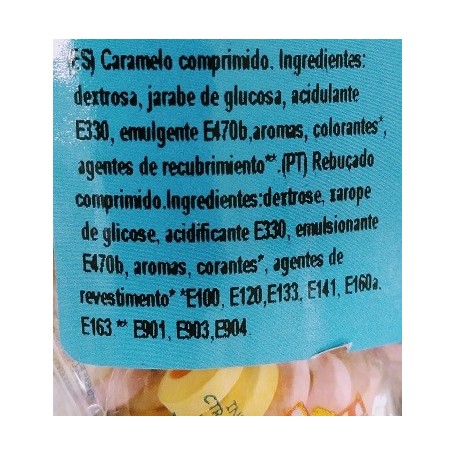 (ES) Caramelo comprimido. Ingredientes:
dextrosa, jarabe de glucosa, acidulante
E330, emulgente E470b,aromas, colorantes*,
agentes de recubrimiento**.(PT) Rebuçado
comprimido.Ingredientes:dextrose, xarope
de glicose, acidificante E330, emulsionante
E470b, aromas, corantes*, agentes de
revestimento* *E100, E120,E133, E141, E160a.
E163.** E901, E903,E904.